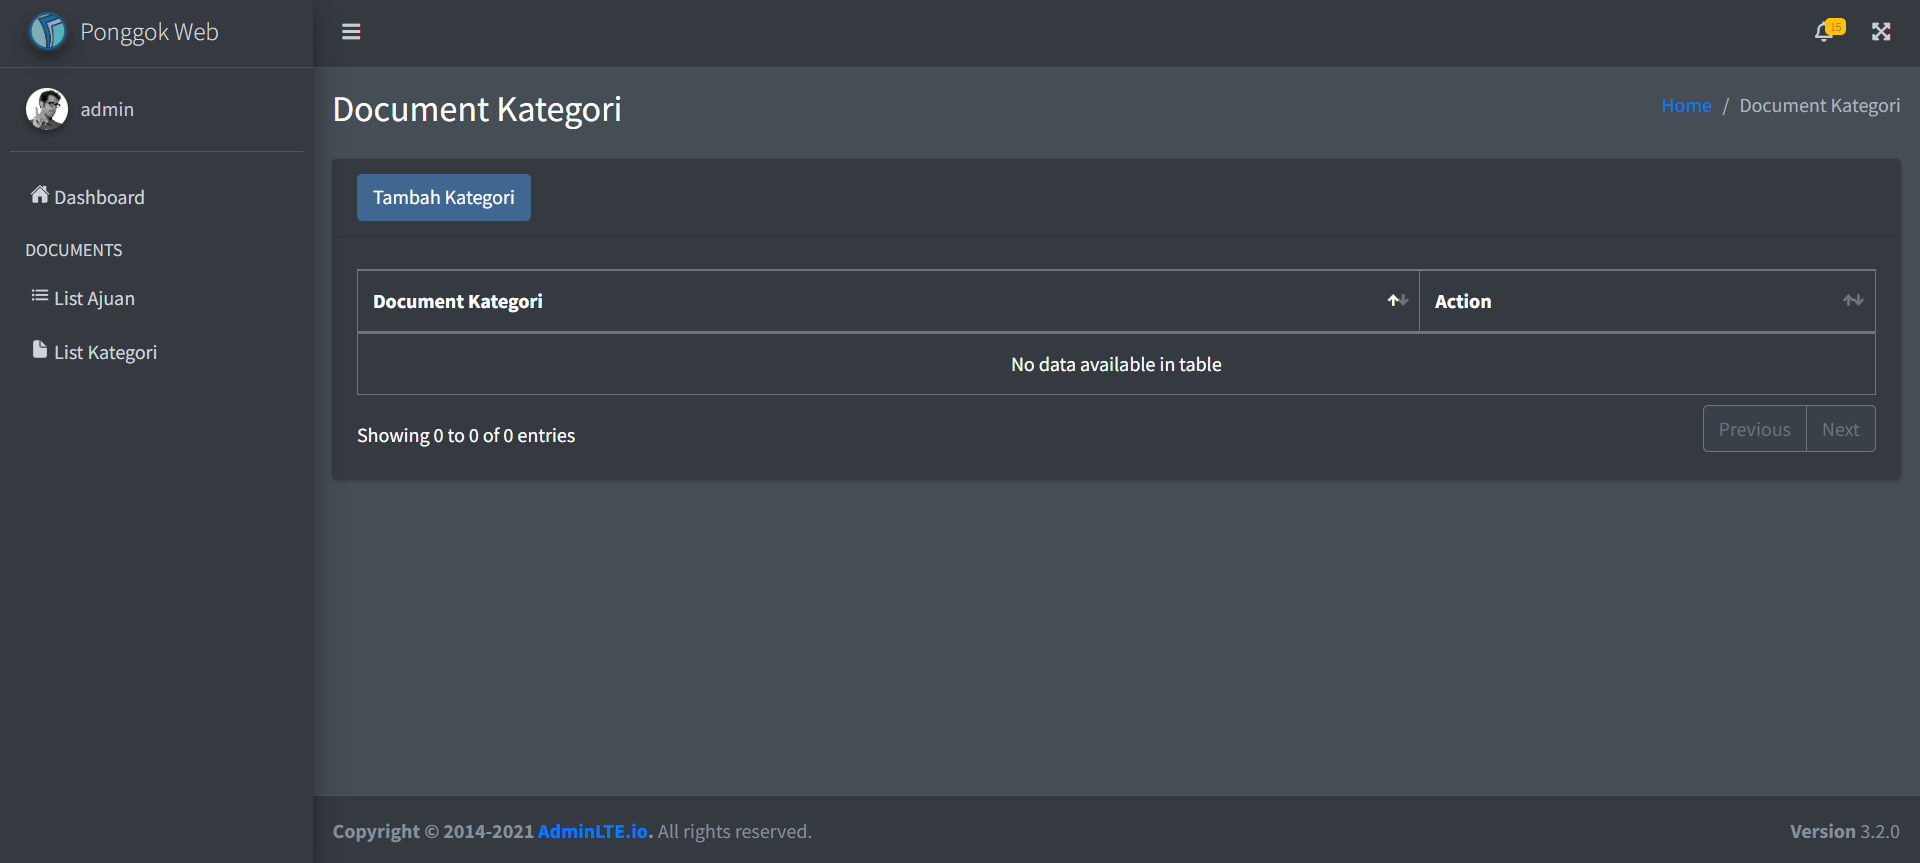 Ponggok Web
15
admin
Document Kategori
Home / Document Kategori
Dashboard
Tambah Kategori
DOCUMENTS
List Ajuan
List Kategori
Document Kategori Action
No data available in table
Showing 0 to 0 of 0 entries
Previous Next
Copyright © 2014-2021 AdminLTE.io. All rights reserved.
Version 3.2.0